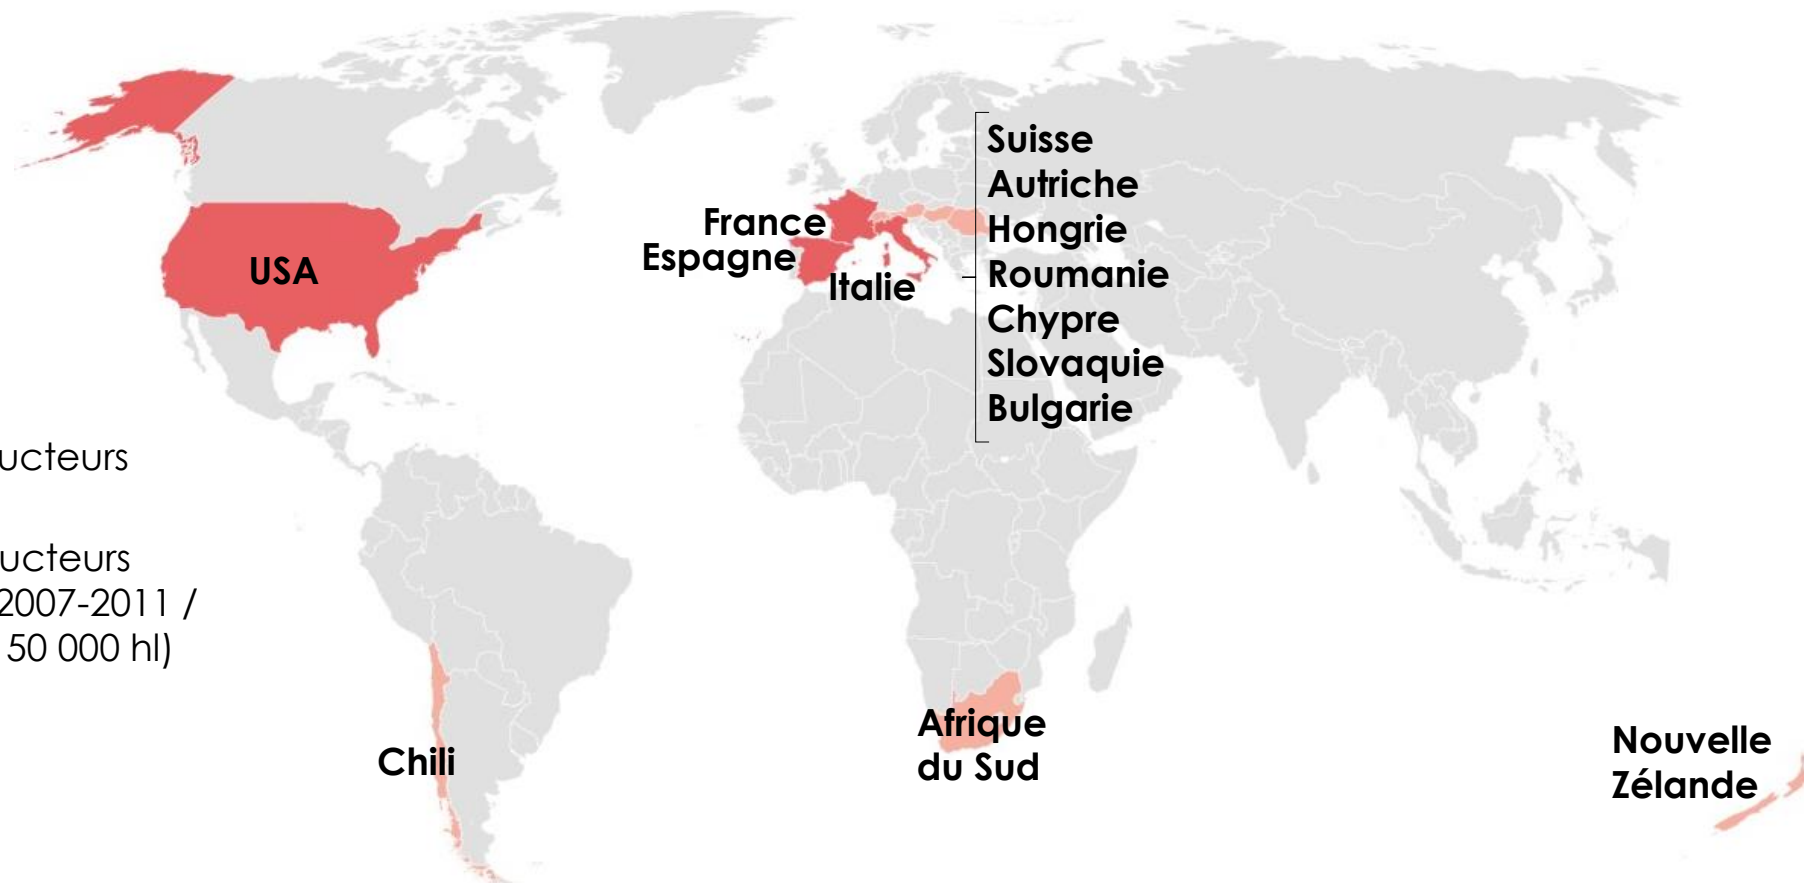 Suisse
Autriche
Hongrie
Roumanie
Chypre
Slovaquie
Bulgarie
France
Espagne
Italie
USA
ucteurs
ucteurs
2007-2011 /
50 000 hl)
Chili
Afrique
du Sud
Nouvelle
Zélande